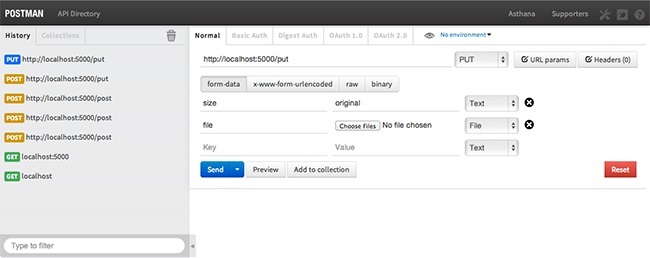 POSTMAN API Directory Asthana Supporters
History Collections
PUT http://localhost:5000/put
POST http://localhost:5000/put
POST http://localhost:5000/post
POST http://localhost:5000/post
POST http://localhost:5000/post
GET localhost:5000
GET localhost
Type to filter
Normal Basic Auth Digest Auth OAuth 1.0 OAuth 2.0 No environment
http://localhost:5000/put PUT URL params Headers (0)
form-data x-www-form-urlencoded raw binary
size original Text
file Choose Files No file chosen File
Key Value Text
Send Preview Add to collection Reset